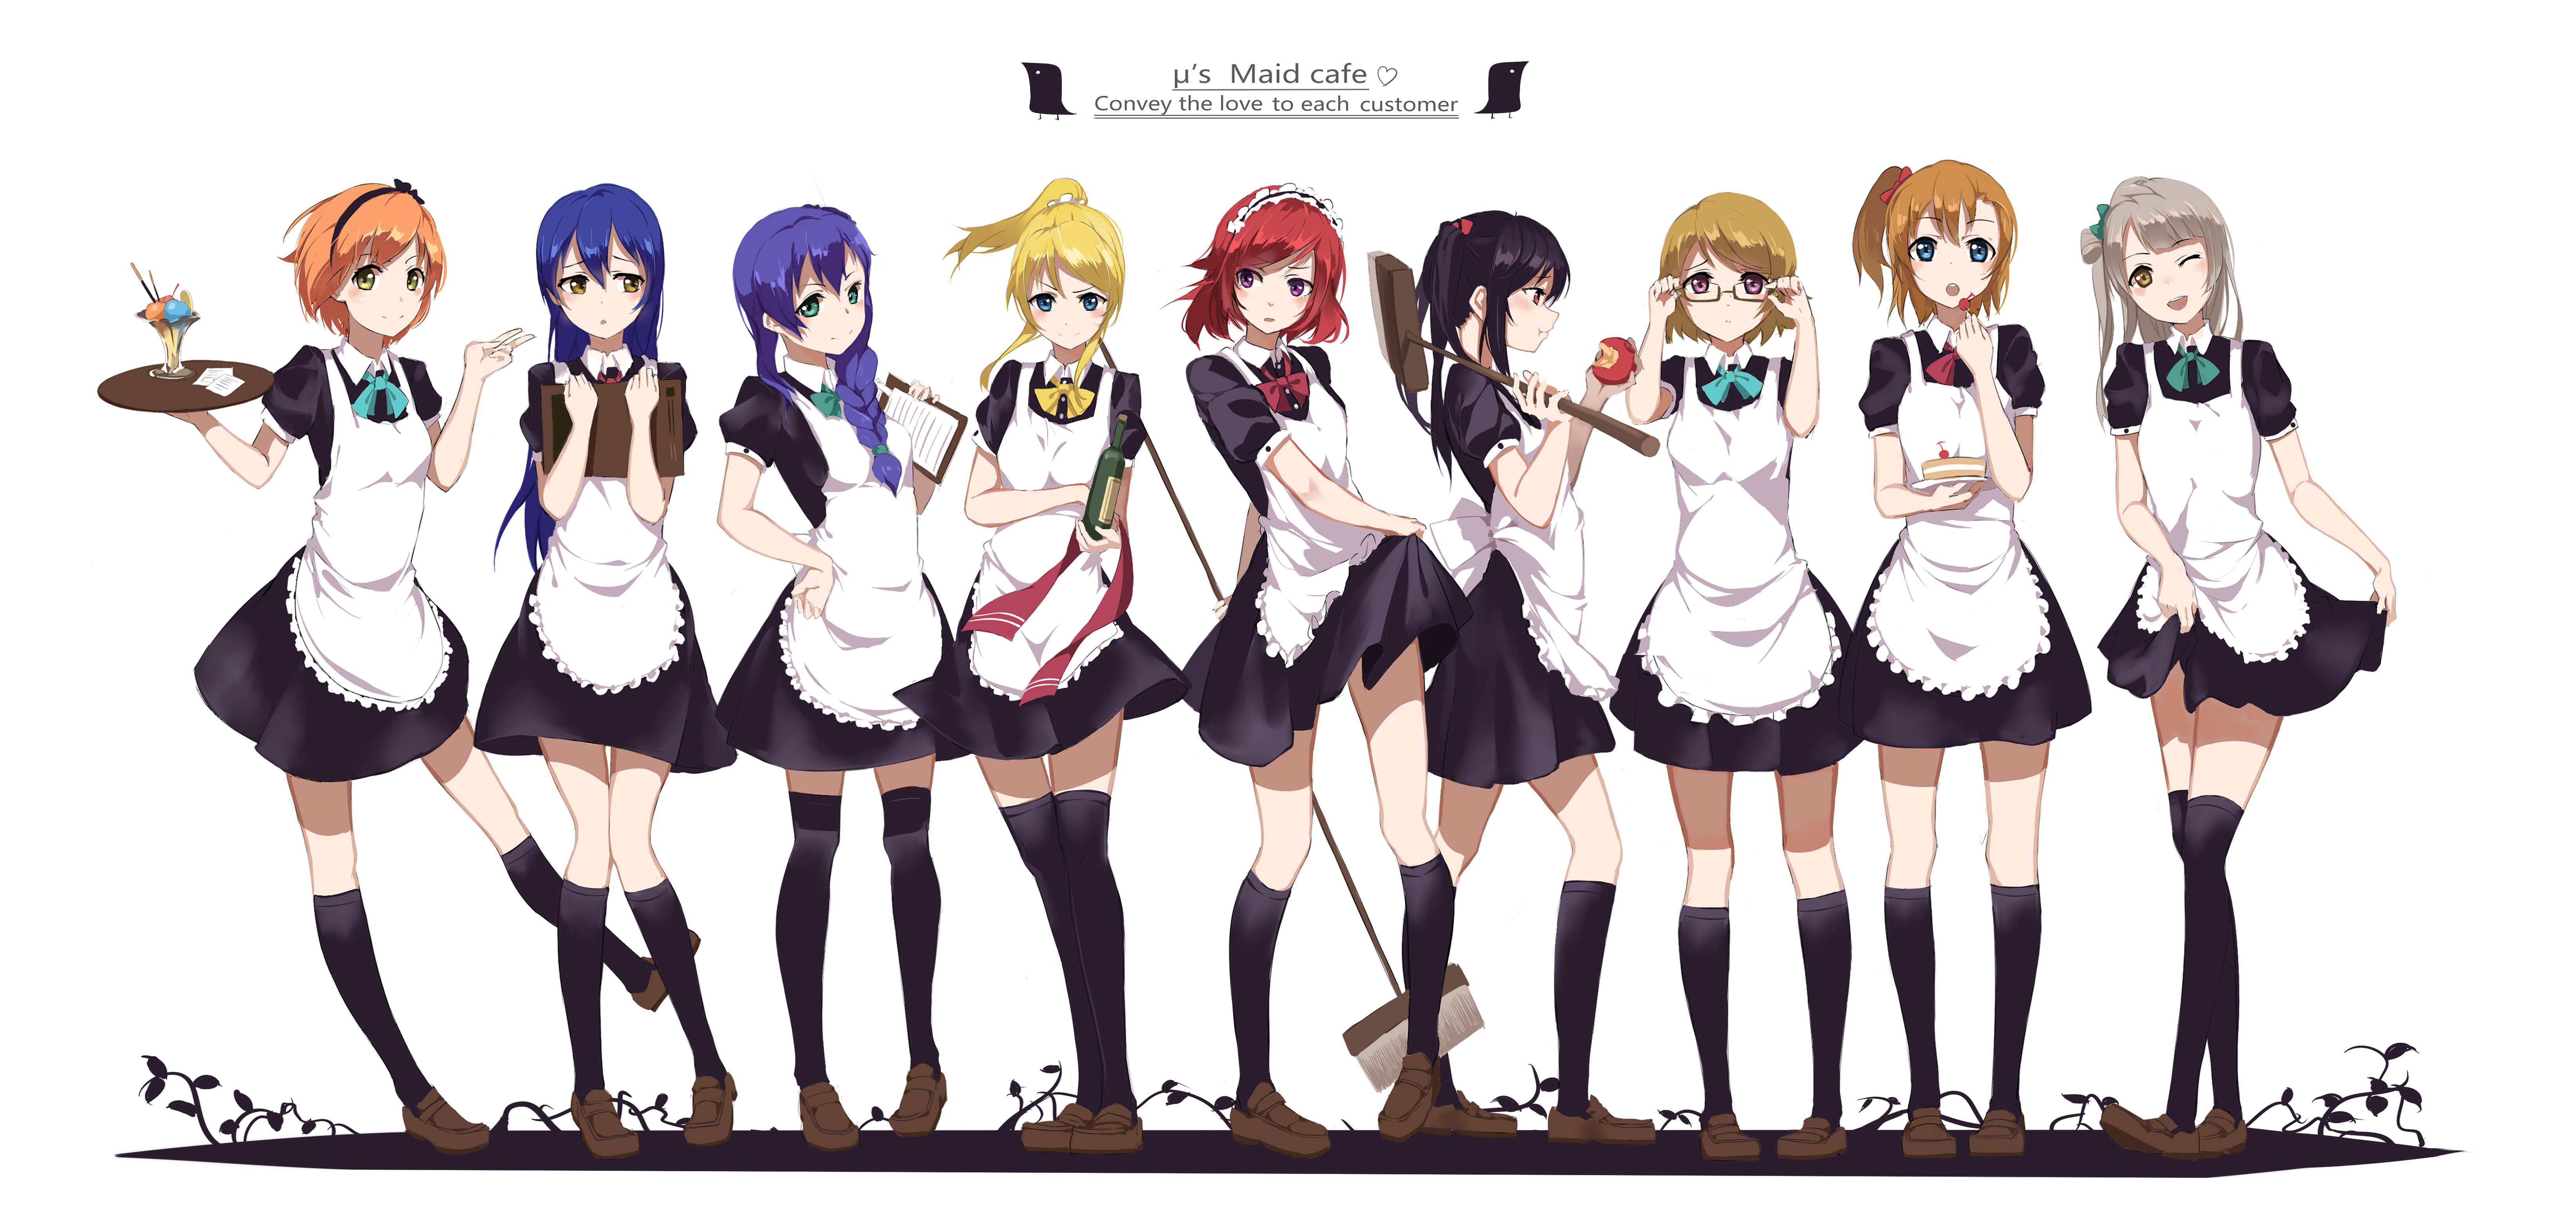 μ's Maid cafe ♡
Convey the love to each customer